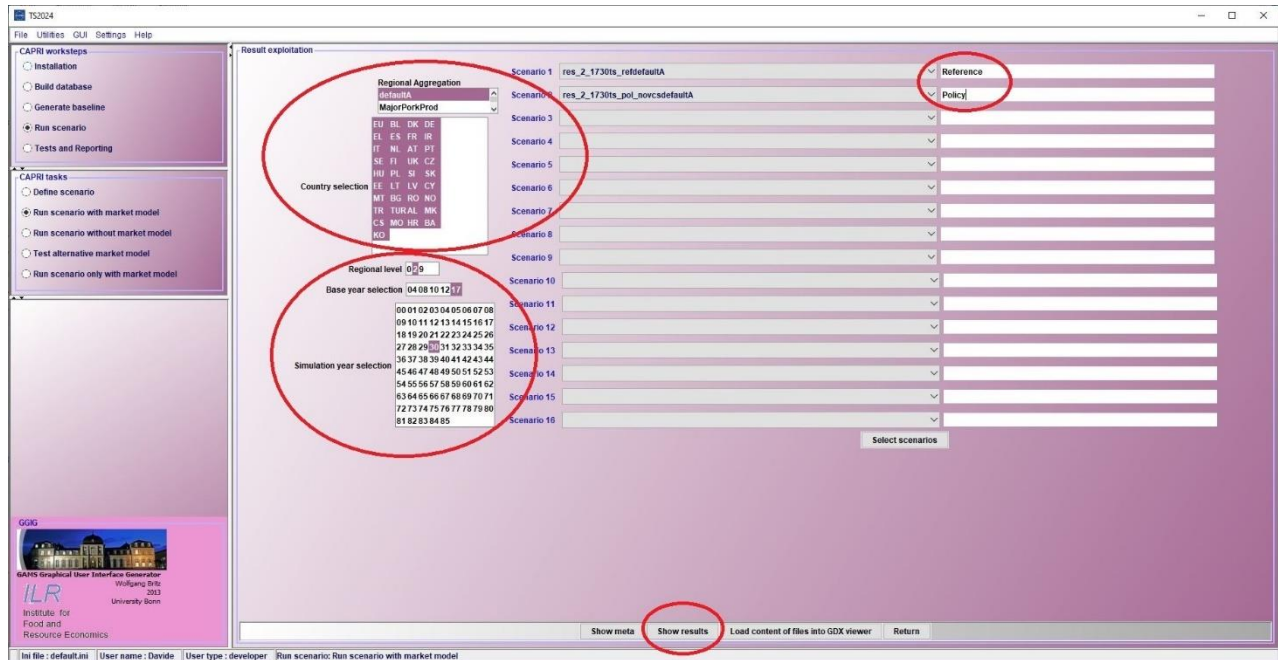 TS2024
File Utilities GUI Settings Help
CAPRI worksteps
Installation
Build database
Generate baseline
Run scenario
Tests and Reporting
CAPRI tasks
Define scenario
Run scenario with market model
Run scenario without market model
Test alternative market model
Run scenario only with market model
GGIG
GAMS Graphical User Interface Generator
Wolfgang Britz
2013
University Bonn
ILR
Institute for
Food and
Resource Economics
Result exploitation
Regional Aggregation
defaultA
MajorPorkProd
Country selection
EU BL DK DE
EL ES FR IR
IT NL AT PT
SE FI UK CZ
HU PL SI SK
EE LT LV CY
MT BG RO NO
TR TUR AL MK
CS MO HR BA
KO
Regional level 0 2 9
Base year selection 04 08 10 12 17
Simulation year selection
00 01 02 03 04 05 06 07 08
09 10 11 12 13 14 15 16 17
18 19 20 21 22 23 24 25 26
27 28 29 30 31 32 33 34 35
36 37 38 39 40 41 42 43 44
45 46 47 48 49 50 51 52 53
54 55 56 57 58 59 60 61 62
63 64 65 66 67 68 69 70 71
72 73 74 75 76 77 78 79 80
81 82 83 84 85
Scenario 1 res_2_1730ts_refdefaultA Reference
Scenario 2 res_2_1730ts_pol_novcsdefaultA Policy
Scenario 3
Scenario 4
Scenario 5
Scenario 6
Scenario 7
Scenario 8
Scenario 9
Scenario 10
Scenario 11
Scenario 12
Scenario 13
Scenario 14
Scenario 15
Scenario 16
Select scenarios
Show meta Show results Load content of files into GDX viewer Return
Ini file : default.ini User name : Davide User type : developer Run scenario: Run scenario with market model